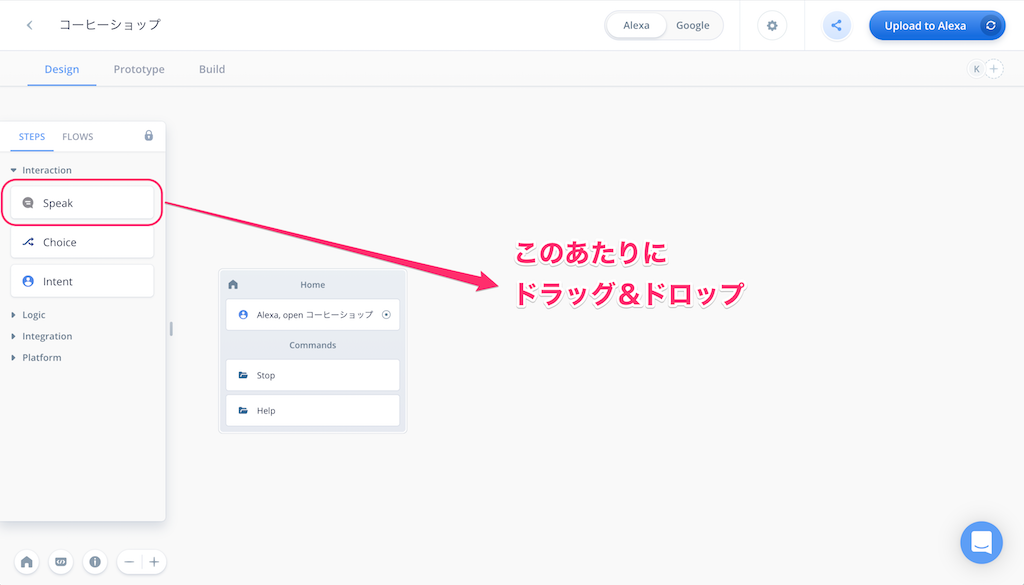 コーヒーショップ
Alexa
Google
Upload to Alexa
Design
Prototype
Build
K
STEPS
FLOWS
Interaction
Speak
Choice
Intent
Logic
Integration
Platform
Home
Alexa, open コーヒーショップ
Commands
Stop
Help
このあたりに
ドラッグ＆ドロップ